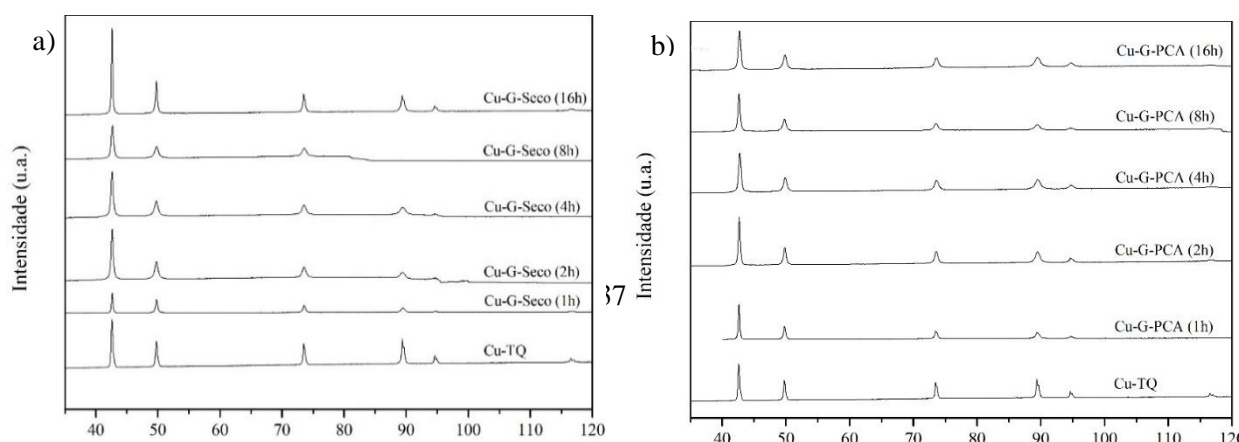 a)
Intensidade (u.a.)
Cu-G-Seco (16h)
Cu-G-Seco (8h)
Cu-G-Seco (4h)
Cu-G-Seco (2h)
Cu-G-Seco (1h)
Cu-TQ
40 50 60 70 80 90 100 110 120
37
b)
Intensidade (u.a.)
Cu-G-PCA (16h)
Cu-G-PCA (8h)
Cu-G-PCA (4h)
Cu-G-PCA (2h)
Cu-G-PCA (1h)
Cu-TQ
40 50 60 70 80 90 100 110 120